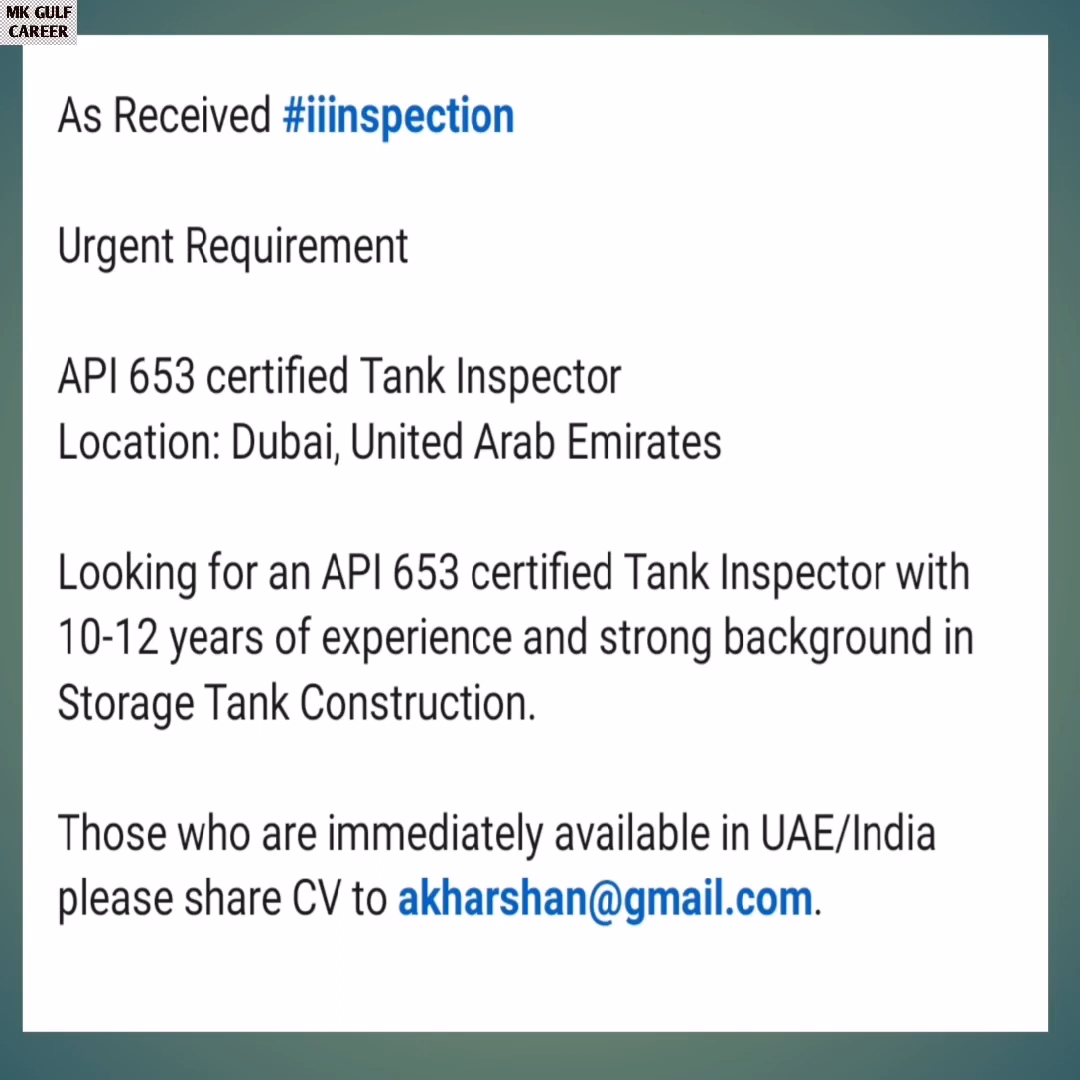 MK GULF
CAREER
As Received #iiinspection
Urgent Requirement
API 653 certified Tank Inspector
Location: Dubai, United Arab Emirates
Looking for an API 653 certified Tank Inspector with
10-12 years of experience and strong background in
Storage Tank Construction.
Those who are immediately available in UAE/India
please share CV to akharshan@gmail.com.